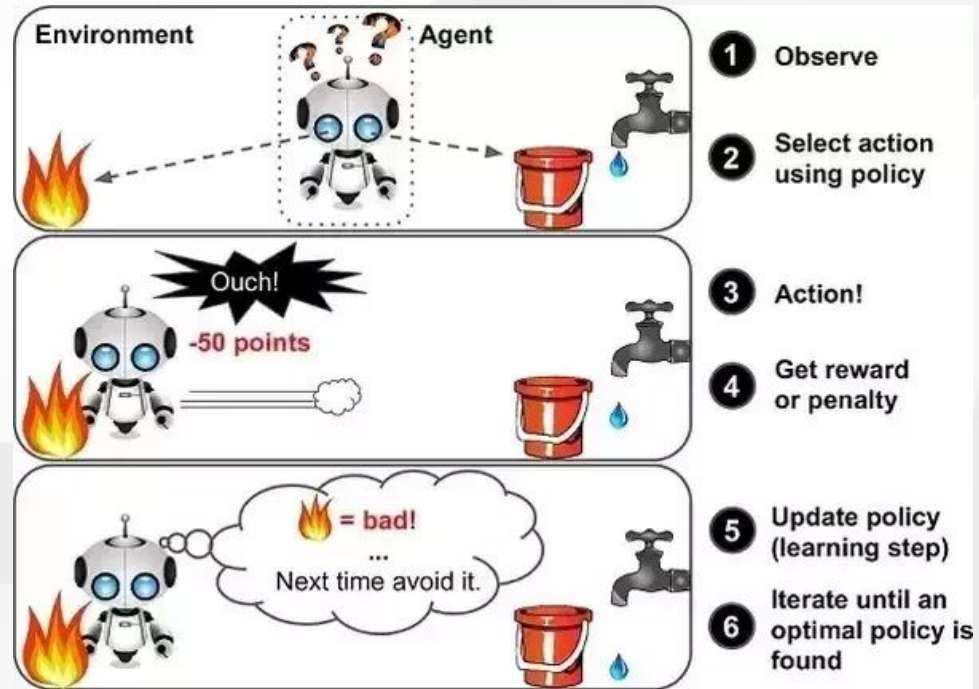 Environment
Agent
? ? ?
1 Observe
2 Select action
using policy
Ouch!
-50 points
3 Action!
4 Get reward
or penalty
= bad!
...
Next time avoid it.
5 Update policy
(learning step)
6 Iterate until an
optimal policy is
found